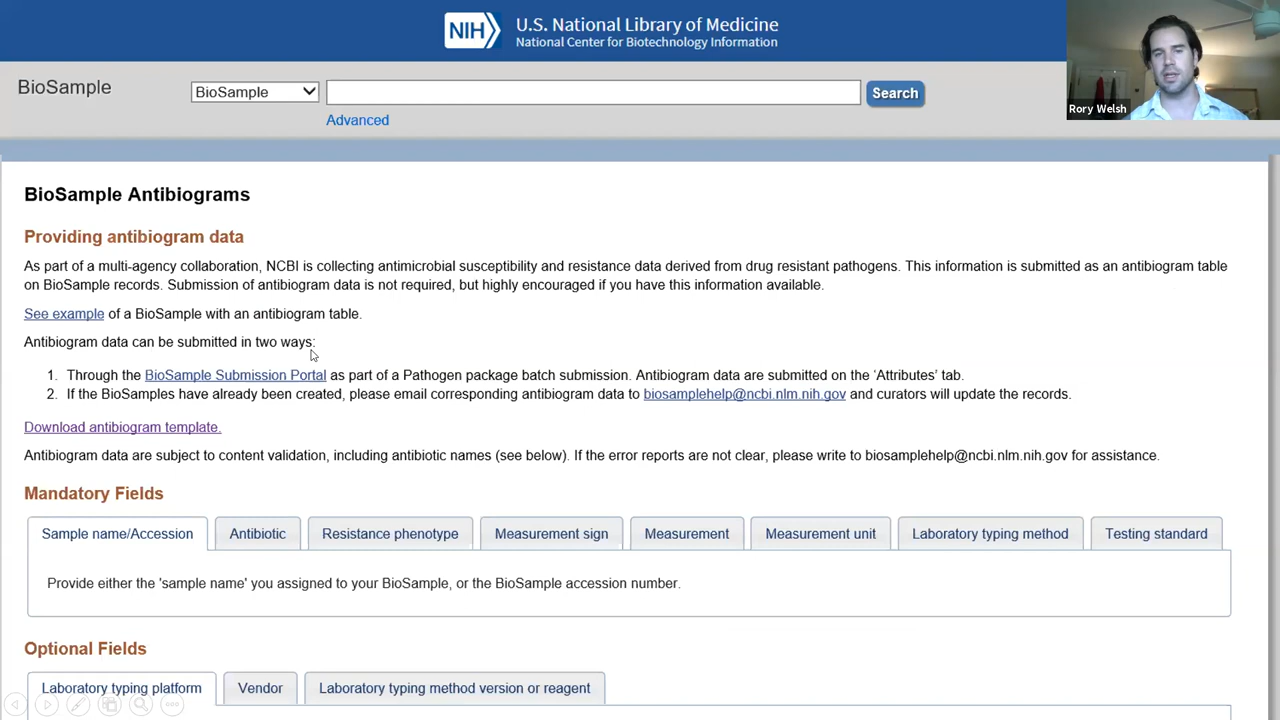 NIH
U.S. National Library of Medicine
National Center for Biotechnology Information
Rory Welsh
BioSample
BioSample
Search
Advanced
BioSample Antibiograms
Providing antibiogram data
As part of a multi-agency collaboration, NCBI is collecting antimicrobial susceptibility and resistance data derived from drug resistant pathogens. This information is submitted as an antibiogram table
on BioSample records. Submission of antibiogram data is not required, but highly encouraged if you have this information available.
See example of a BioSample with an antibiogram table.
Antibiogram data can be submitted in two ways:
1. Through the BioSample Submission Portal as part of a Pathogen package batch submission. Antibiogram data are submitted on the ‘Attributes’ tab.
2. If the BioSamples have already been created, please email corresponding antibiogram data to biosamplehelp@ncbi.nlm.nih.gov and curators will update the records.
Download antibiogram template.
Antibiogram data are subject to content validation, including antibiotic names (see below). If the error reports are not clear, please write to biosamplehelp@ncbi.nlm.nih.gov for assistance.
Mandatory Fields
Sample name/Accession Antibiotic Resistance phenotype Measurement sign Measurement Measurement unit Laboratory typing method Testing standard
Provide either the 'sample name' you assigned to your BioSample, or the BioSample accession number.
Optional Fields
Laboratory typing platform Vendor Laboratory typing method version or reagent